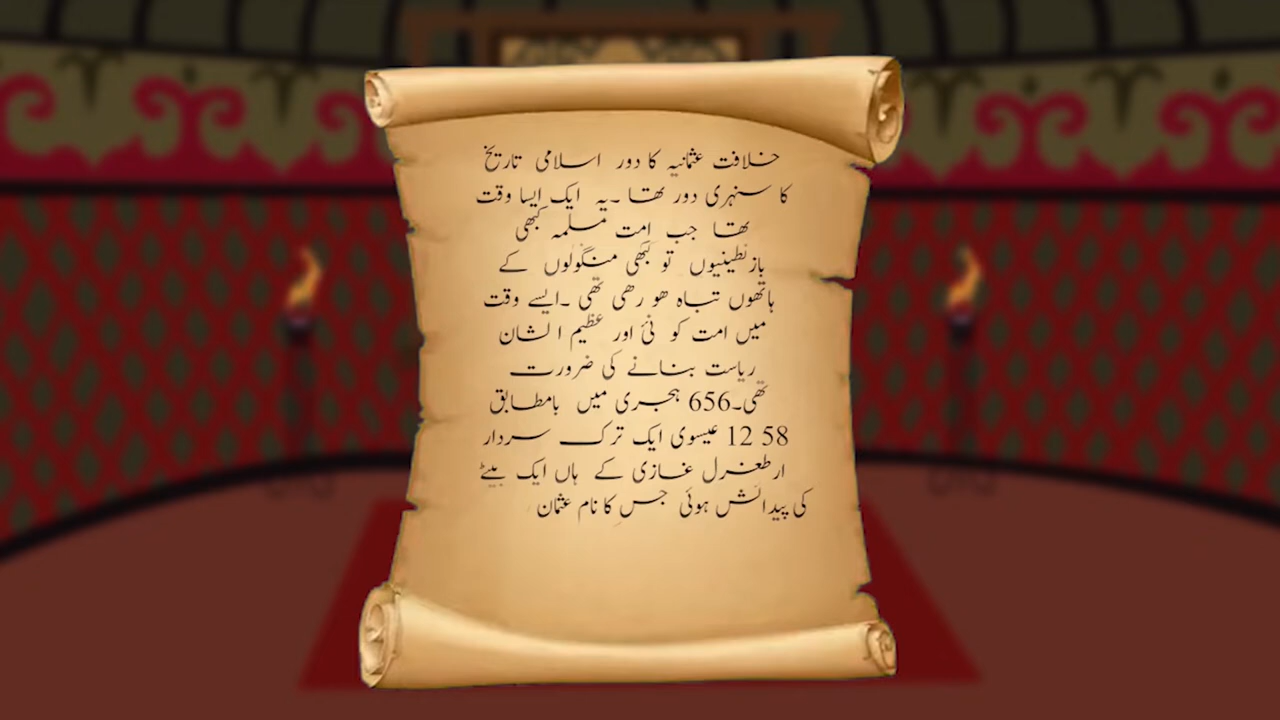 خلافت عثمانیہ کا دور اسلامی تاریخ
کا سنہری دور تھا ۔یہ ایک ایسا وقت
تھا جب امت مسلمہ کبھی
بازنطینیوں تو کبھی منگولوں کے
ہاتھوں تباہ ھو رھی تھی ۔ایسے وقت
میں امت کو نئ اور عظیم الشان
ریاست بنانے کی ضرورت
تھی۔656 ہجری میں بامطابق
12 58 عیسوی ایک ترک سردار
ارطغرل غازی کے ہاں ایک بیٹے
کی پیدائش ہوئی جس کا نام عثمان